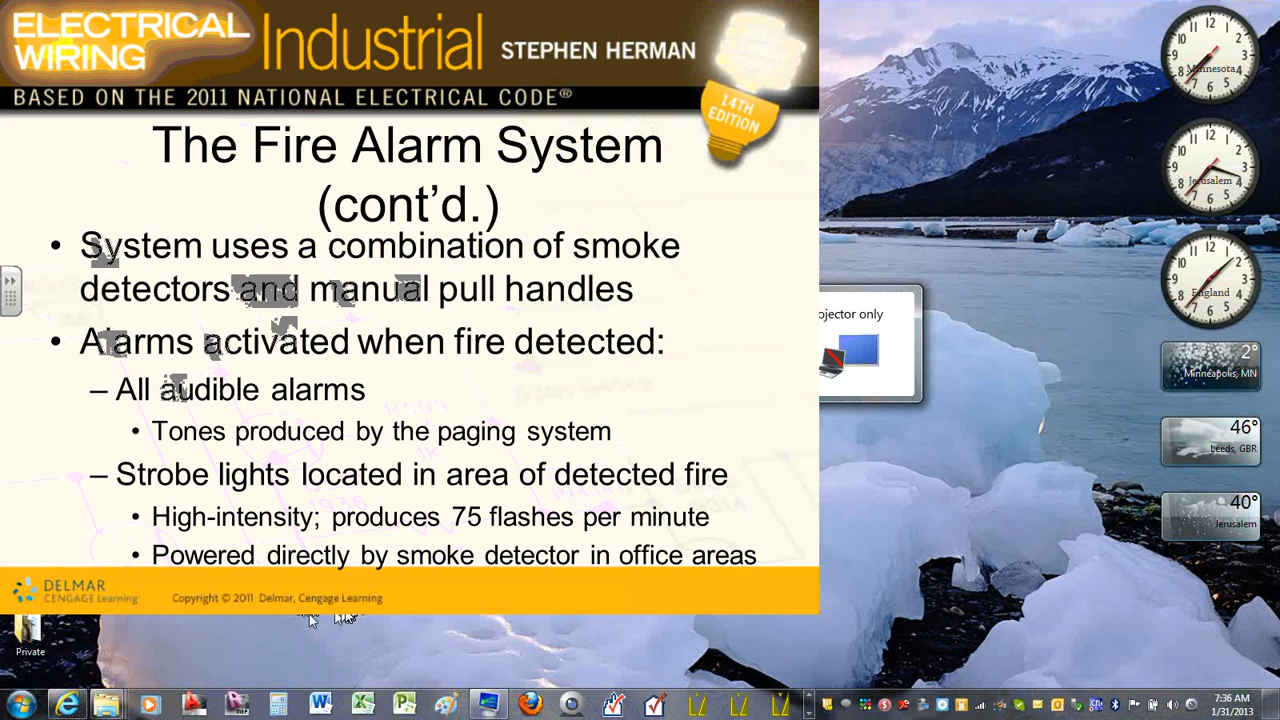 ELECTRICAL
WIRING
Industrial
STEPHEN HERMAN
BASED ON THE 2011 NATIONAL ELECTRICAL CODE®
14TH
EDITION
The Fire Alarm System
(cont’d.)
• System uses a combination of smoke
detectors and manual pull handles
• Alarms activated when fire detected:
– All audible alarms
• Tones produced by the paging system
– Strobe lights located in area of detected fire
• High-intensity; produces 75 flashes per minute
• Powered directly by smoke detector in office areas
DELMAR
CENGAGE Learning
Copyright © 2011 Delmar, Cengage Learning
ojector only
Minnesota
Jerusalem
England
2°
Minneapolis, MN
46°
Leeds, GBR
40°
Jerusalem
Private
7:36 AM
1/31/2013